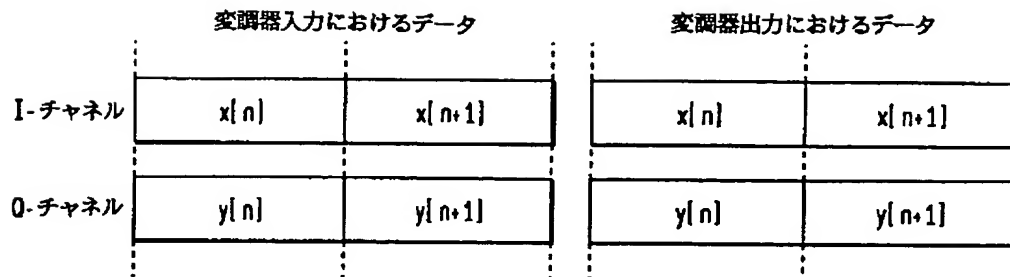 変調器入力におけるデータ 変調器出力におけるデータ
I-チャネル x[n] x[n+1] x[n] x[n+1]
Q-チャネル y[n] y[n+1] y[n] y[n+1]